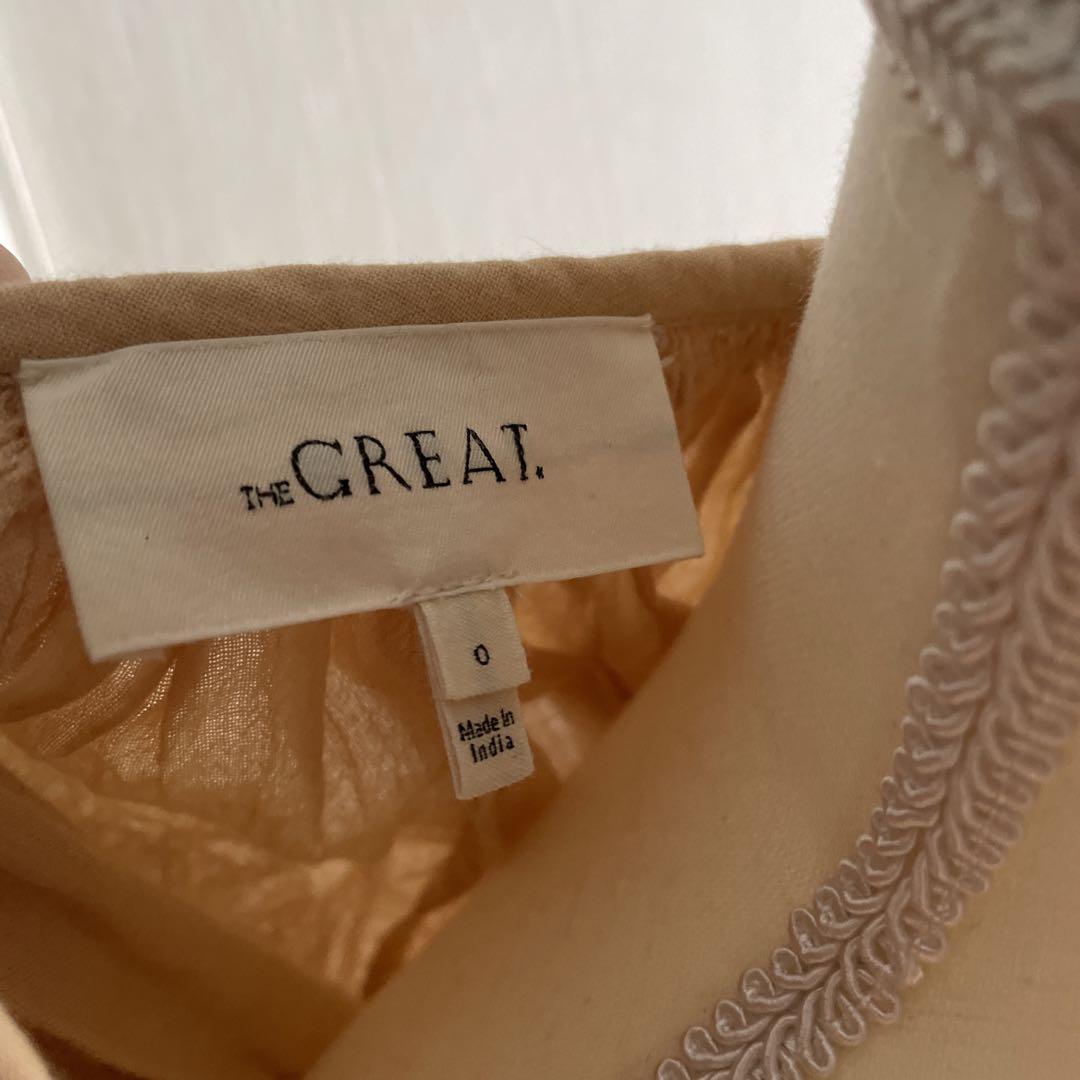 THE GREAT.
0
Made In
India